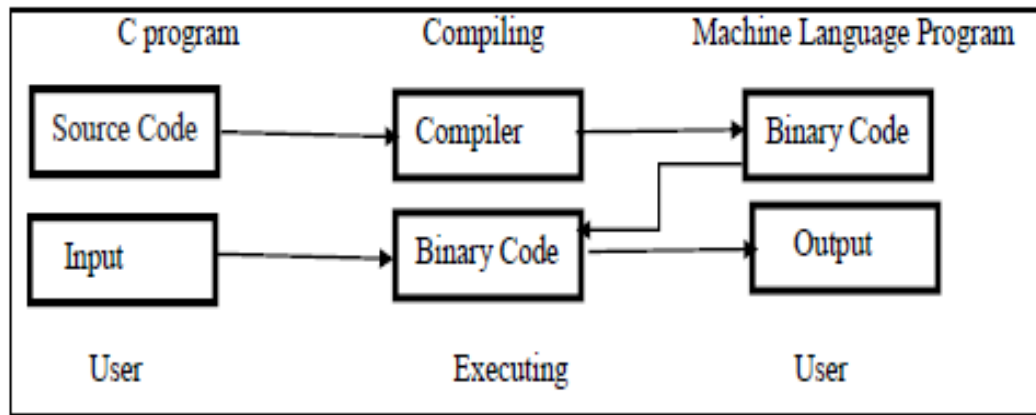 C program Compiling Machine Language Program
Source Code Compiler Binary Code
Input Binary Code Output
User Executing User